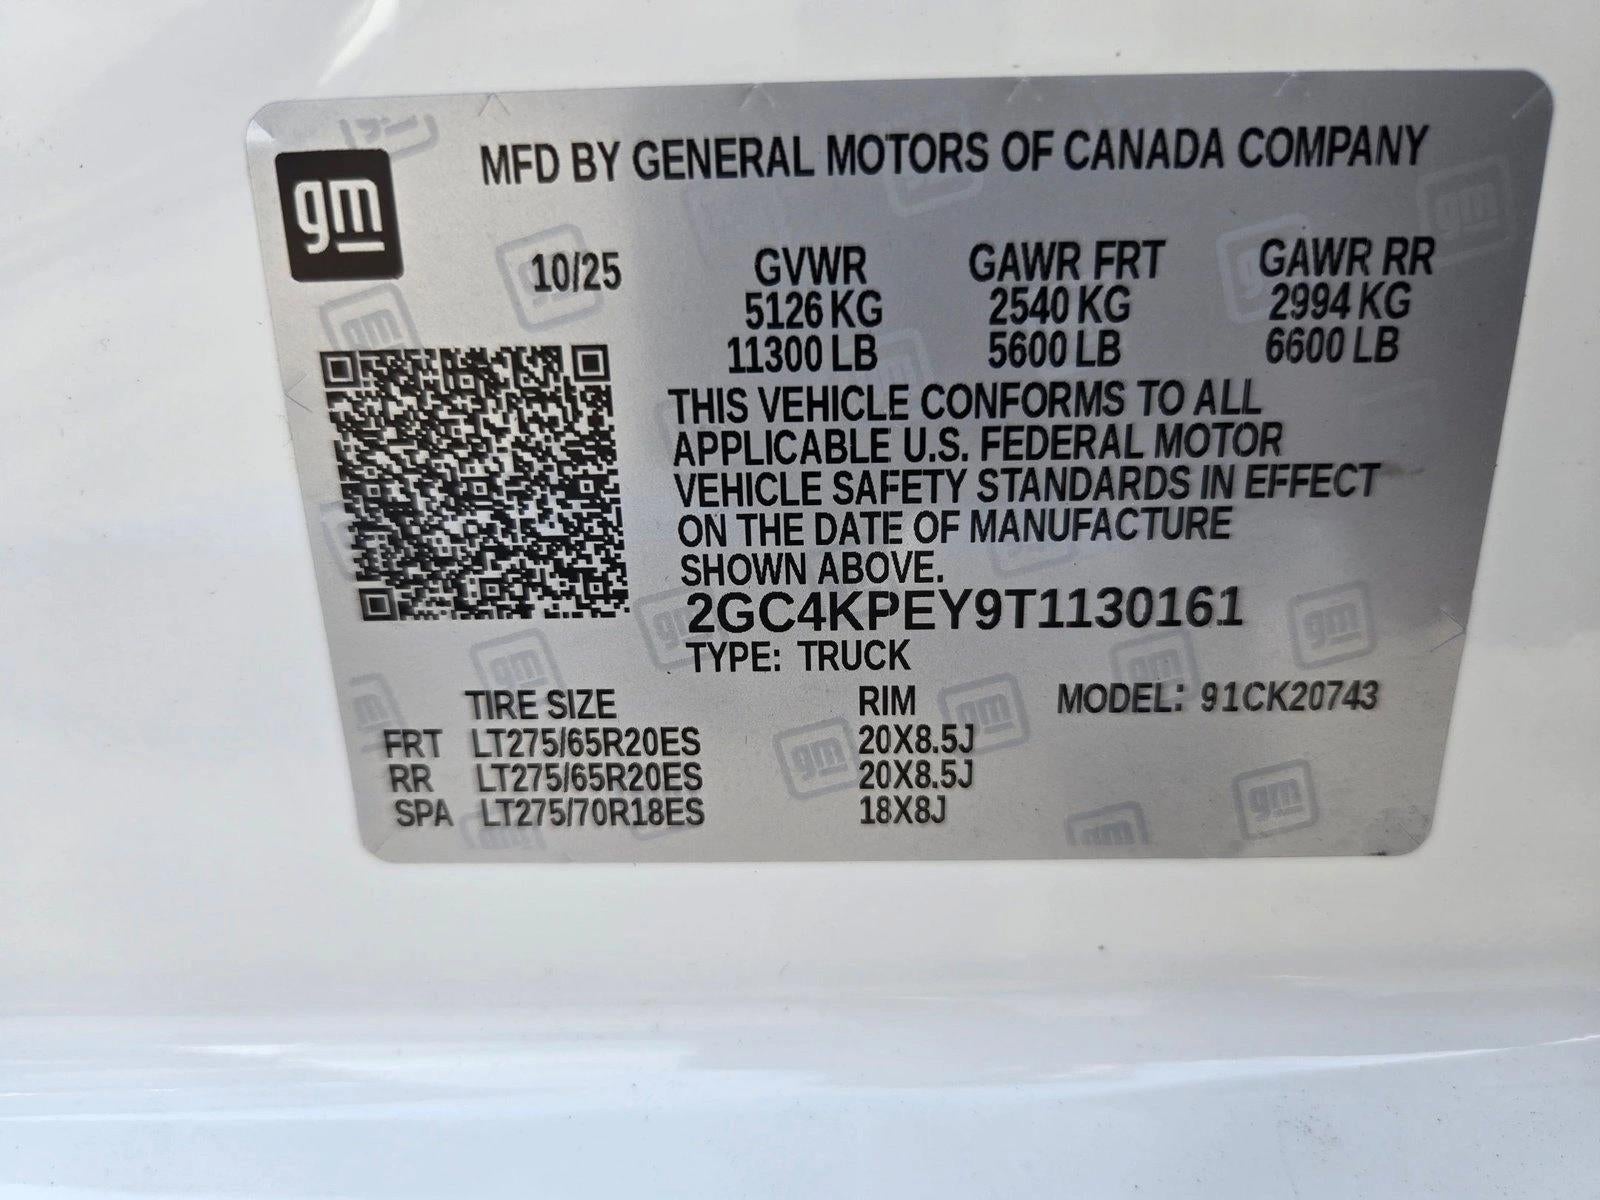 gm
MFD BY GENERAL MOTORS OF CANADA COMPANY
10/25 GVWR GAWR FRT GAWR RR
5126 KG 2540 KG 2994 KG
11300 LB 5600 LB 6600 LB
THIS VEHICLE CONFORMS TO ALL
APPLICABLE U.S. FEDERAL MOTOR
VEHICLE SAFETY STANDARDS IN EFFECT
ON THE DATE OF MANUFACTURE
SHOWN ABOVE.
2GC4KPEY9T1130161
TYPE: TRUCK
TIRE SIZE RIM MODEL: 91CK20743
FRT LT275/65R20ES 20X8.5J
RR LT275/65R20ES 20X8.5J
SPA LT275/70R18ES 18X8J